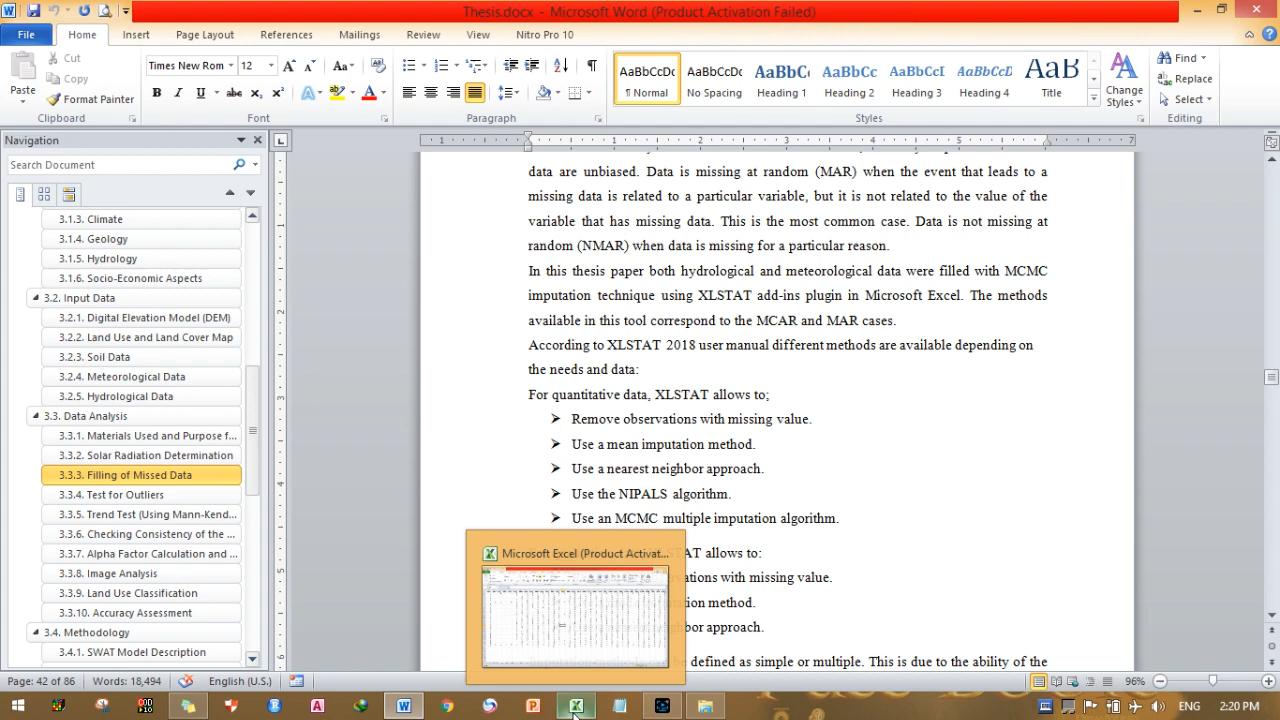 Thesis.docx - Microsoft Word (Product Activation Failed)
File Home Insert Page Layout References Mailings Review View Nitro Pro 10
Paste
Cut
Copy
Format Painter
Clipboard
Times New Rom 12
Font
Paragraph
AaBbCcDc AaBbCcDc AaBbC AaBbCc AaBbCcI AaBbCcI AaB
¶ Normal No Spacing Heading 1 Heading 2 Heading 3 Heading 4 Title
Styles
Change Styles
Find
Replace
Select
Editing
Navigation
Search Document
3.1.3. Climate
3.1.4. Geology
3.1.5. Hydrology
3.1.6. Socio-Economic Aspects
3.2. Input Data
3.2.1. Digital Elevation Model (DEM)
3.2.2. Land Use and Land Cover Map
3.2.3. Soil Data
3.2.4. Meteorological Data
3.2.5. Hydrological Data
3.3. Data Analysis
3.3.1. Materials Used and Purpose f...
3.3.2. Solar Radiation Determination
3.3.3. Filling of Missed Data
3.3.4. Test for Outliers
3.3.5. Trend Test (Using Mann-Kend...
3.3.6. Checking Consistency of the ...
3.3.7. Alpha Factor Calculation and ...
3.3.8. Image Analysis
3.3.9. Land Use Classification
3.3.10. Accuracy Assessment
3.4. Methodology
3.4.1. SWAT Model Description
data are unbiased. Data is missing at random (MAR) when the event that leads to a
missing data is related to a particular variable, but it is not related to the value of the
variable that has missing data. This is the most common case. Data is not missing at
random (NMAR) when data is missing for a particular reason.
In this thesis paper both hydrological and meteorological data were filled with MCMC
imputation technique using XLSTAT add-ins plugin in Microsoft Excel. The methods
available in this tool correspond to the MCAR and MAR cases.
According to XLSTAT 2018 user manual different methods are available depending on
the needs and data:
For quantitative data, XLSTAT allows to;
➢ Remove observations with missing value.
➢ Use a mean imputation method.
➢ Use a nearest neighbor approach.
➢ Use the NIPALS algorithm.
➢ Use an MCMC multiple imputation algorithm.
Microsoft Excel (Product Activat...
STAT allows to:
ations with missing value.
tation method.
ghbor approach.
be defined as simple or multiple. This is due to the ability of the
Page: 42 of 86 Words: 18,494 English (U.S.) 96%
ENG 2:20 PM